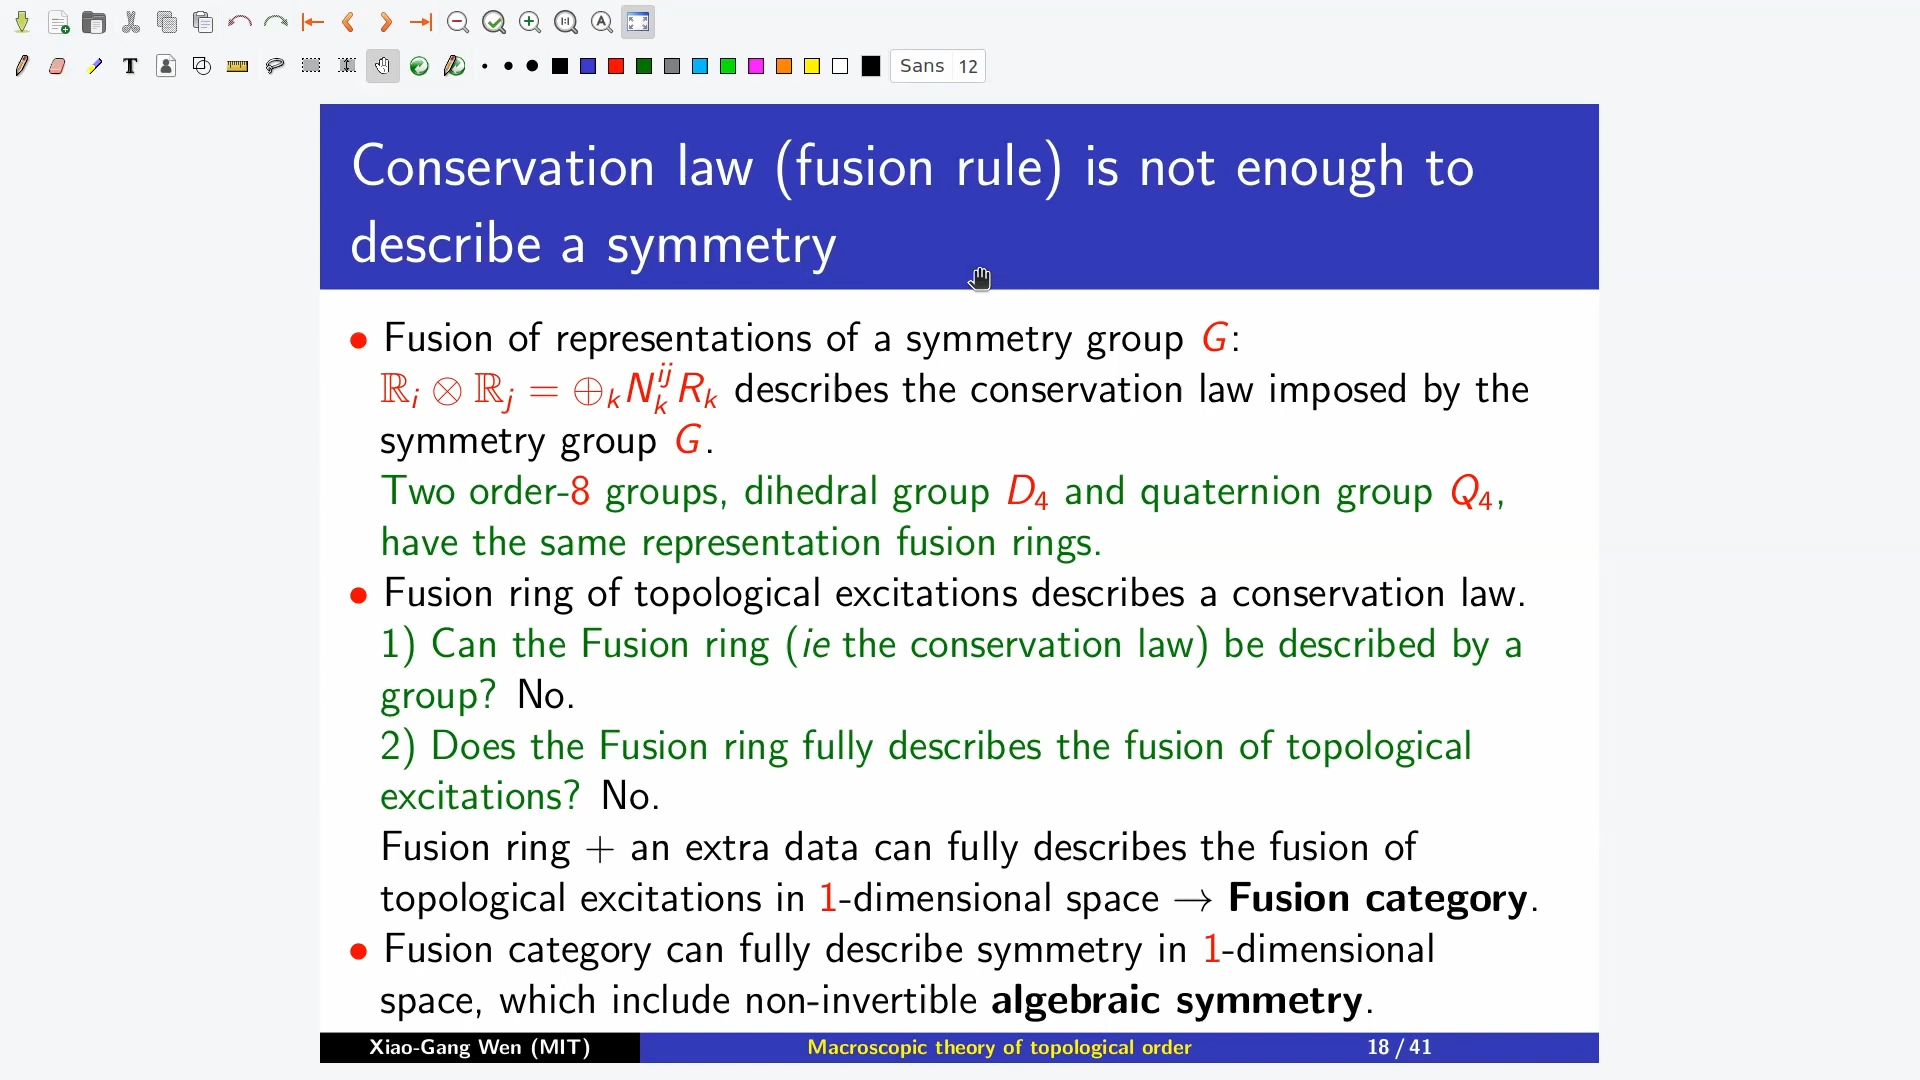 T
Sans 12
Conservation law (fusion rule) is not enough to
describe a symmetry
• Fusion of representations of a symmetry group G:
ℝ_i ⊗ ℝ_j = ⊕_k N_k^{ij} R_k describes the conservation law imposed by the
symmetry group G.
Two order-8 groups, dihedral group D₄ and quaternion group Q₄,
have the same representation fusion rings.
• Fusion ring of topological excitations describes a conservation law.
1) Can the Fusion ring (ie the conservation law) be described by a
group? No.
2) Does the Fusion ring fully describes the fusion of topological
excitations? No.
Fusion ring + an extra data can fully describes the fusion of
topological excitations in 1-dimensional space → Fusion category.
• Fusion category can fully describe symmetry in 1-dimensional
space, which include non-invertible algebraic symmetry.
Xiao-Gang Wen (MIT) Macroscopic theory of topological order 18 / 41